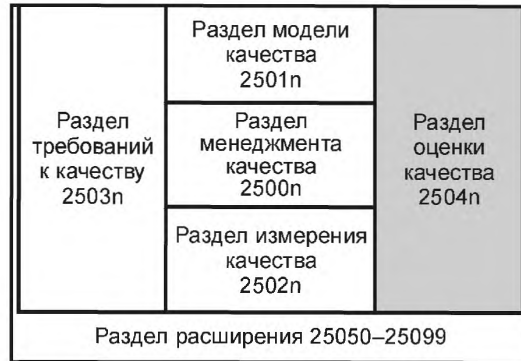 Раздел модели
качества
2501n
Раздел
требований
к качеству
2503n
Раздел
менеджмента
качества
2500n
Раздел
оценки
качества
2504n
Раздел измерения
качества
2502n
Раздел расширения 25050–25099